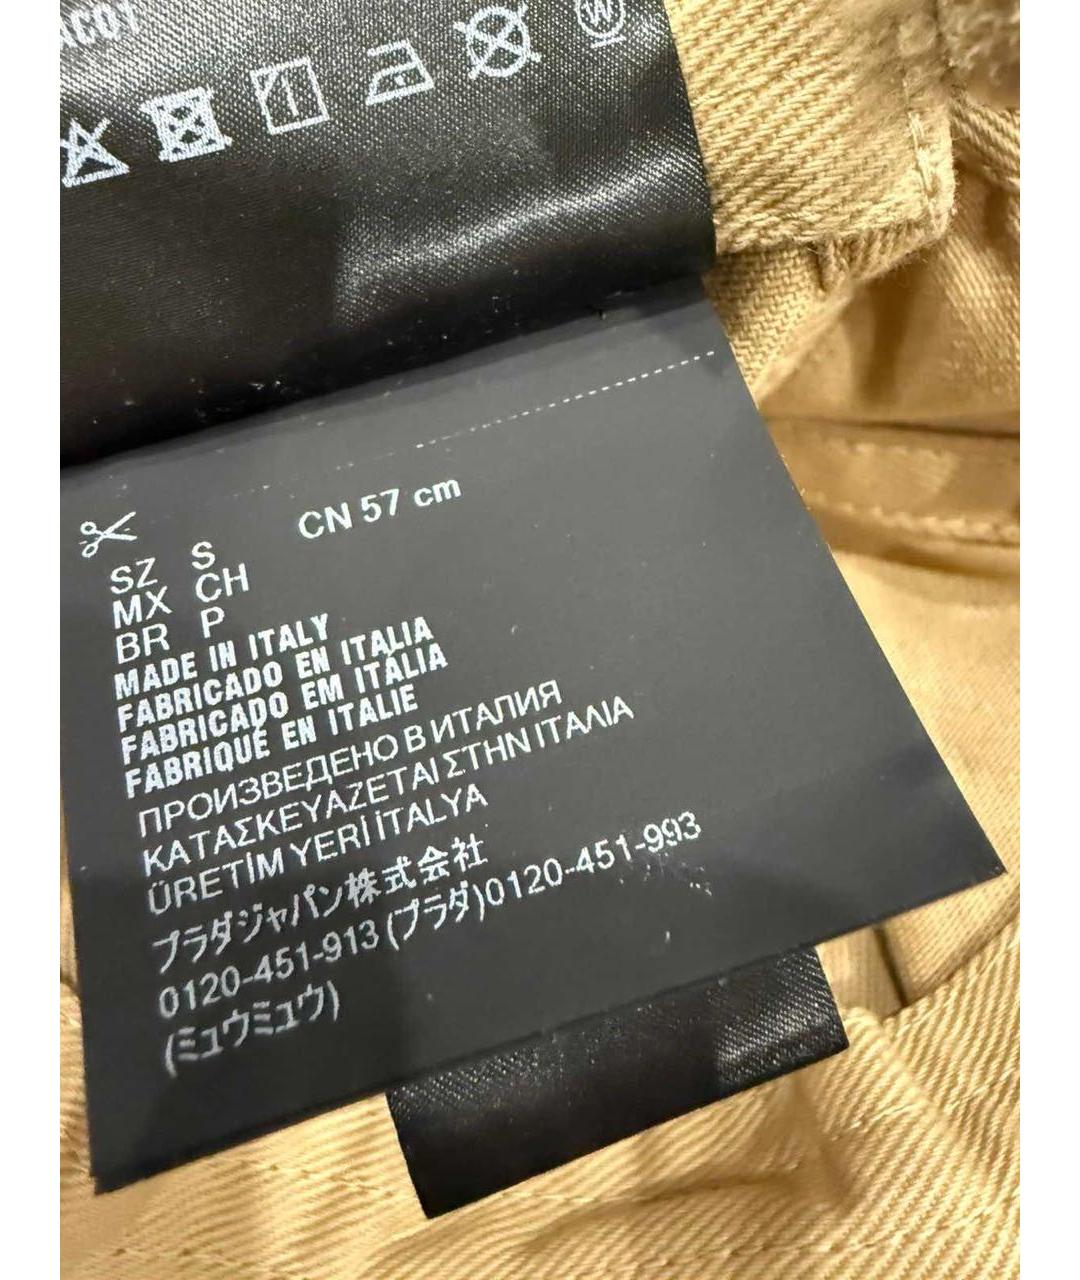 CN 57 cm
SZ S
MX CH
BR P
MADE IN ITALY
FABRICADO EN ITALIA
FABRICADO EM ITÁLIA
FABRIQUÉ EN ITALIE
ПРОИЗВЕДЕНО В ИТАЛИЯ
ΚΑΤΑΣΚΕΥΑΖΕΤΑΙ ΣΤΗΝ ΙΤΑΛΙΑ
ÜRETİM YERİ İTALYA
プラダジャパン株式会社
0120-451-913 (プラダ)0120-451-993
(ミュウミュウ)